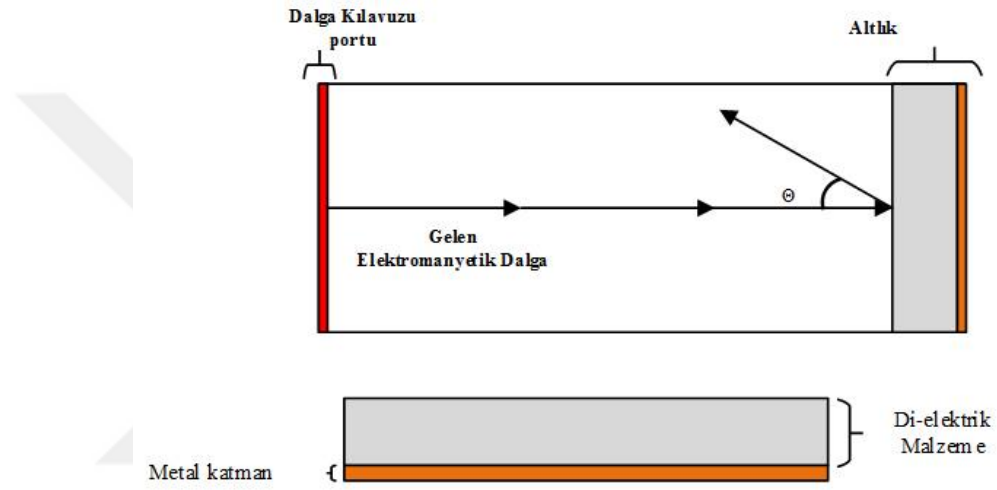 Dalga Kılavuzu
portu
Altlık
Θ
Gelen
Elektromanyetik Dalga
Di-elektrik
Malzeme
Metal katman